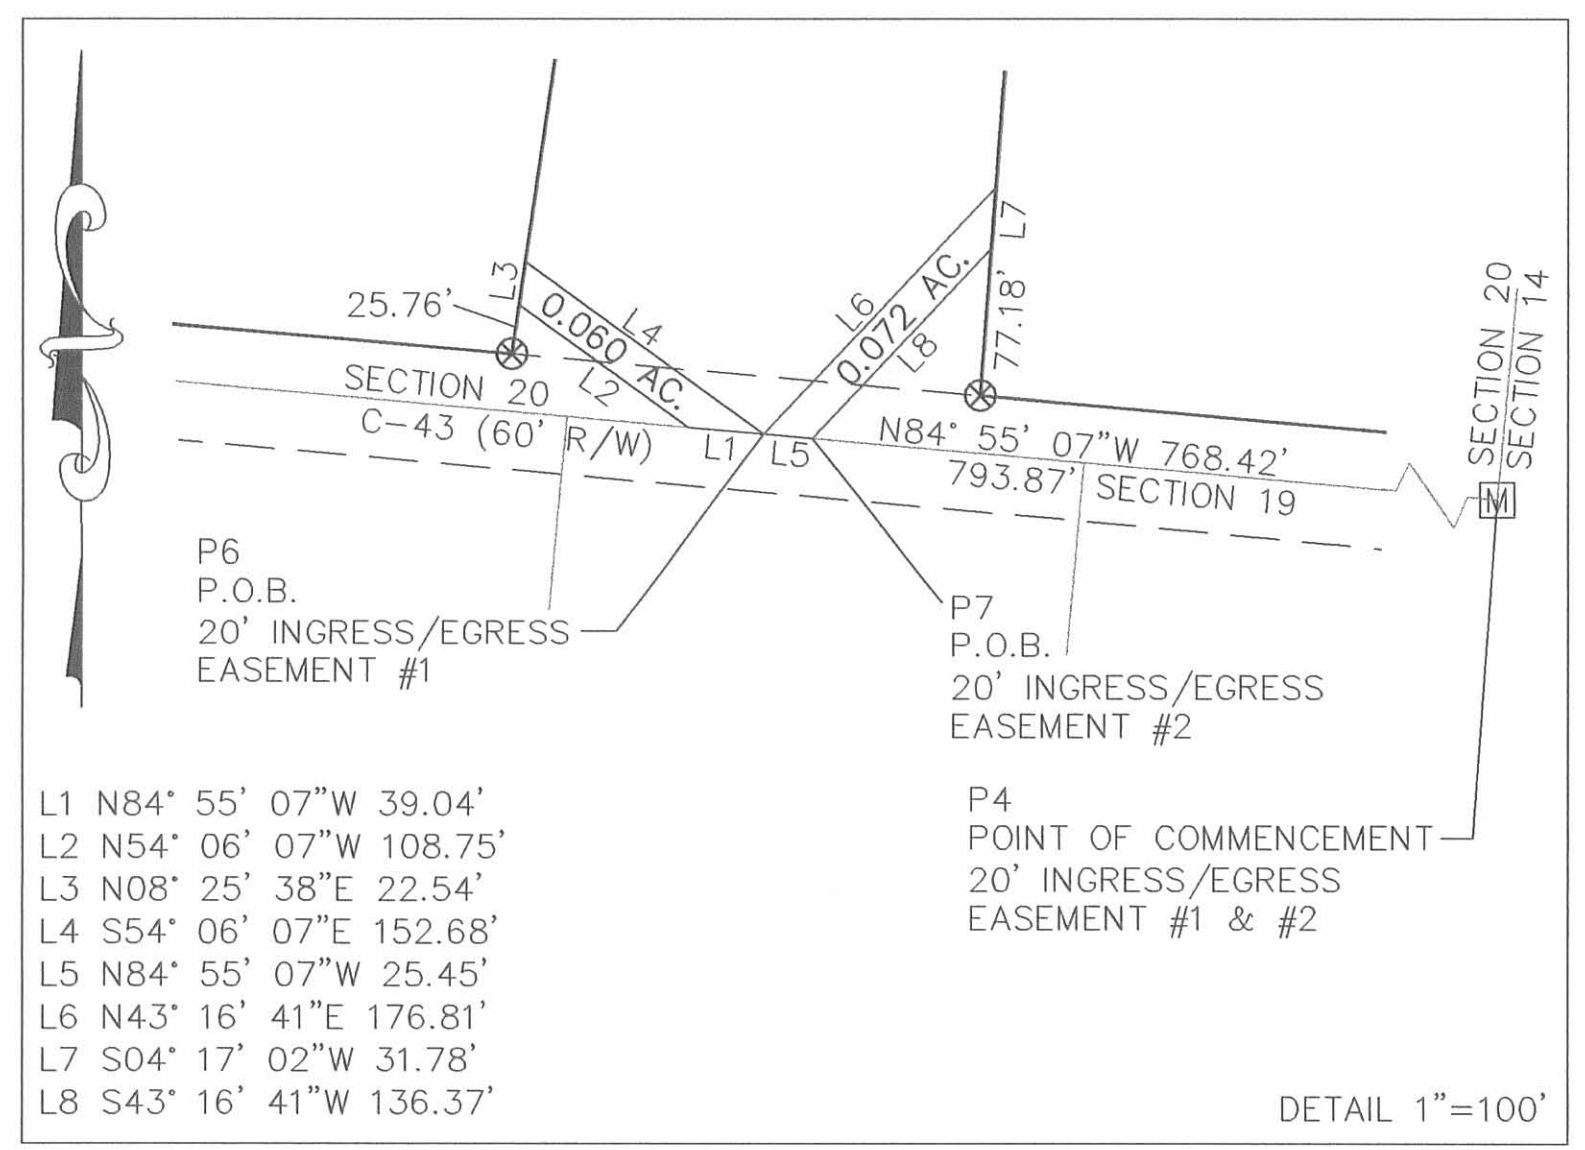 25.76'
L3
0.060 AC.
L4
L2
L6
0.072 AC.
L8
L7
77.18'
SECTION 20
SECTION 14
SECTION 20
C-43 (60' R/W)
L1
L5
N84° 55' 07"W 768.42'
793.87'
SECTION 19
M
P6
P.O.B.
20' INGRESS/EGRESS
EASEMENT #1
P7
P.O.B.
20' INGRESS/EGRESS
EASEMENT #2
P4
POINT OF COMMENCEMENT
20' INGRESS/EGRESS
EASEMENT #1 & #2
L1 N84° 55' 07"W 39.04'
L2 N54° 06' 07"W 108.75'
L3 N08° 25' 38"E 22.54'
L4 S54° 06' 07"E 152.68'
L5 N84° 55' 07"W 25.45'
L6 N43° 16' 41"E 176.81'
L7 S04° 17' 02"W 31.78'
L8 S43° 16' 41"W 136.37'
DETAIL 1"=100'